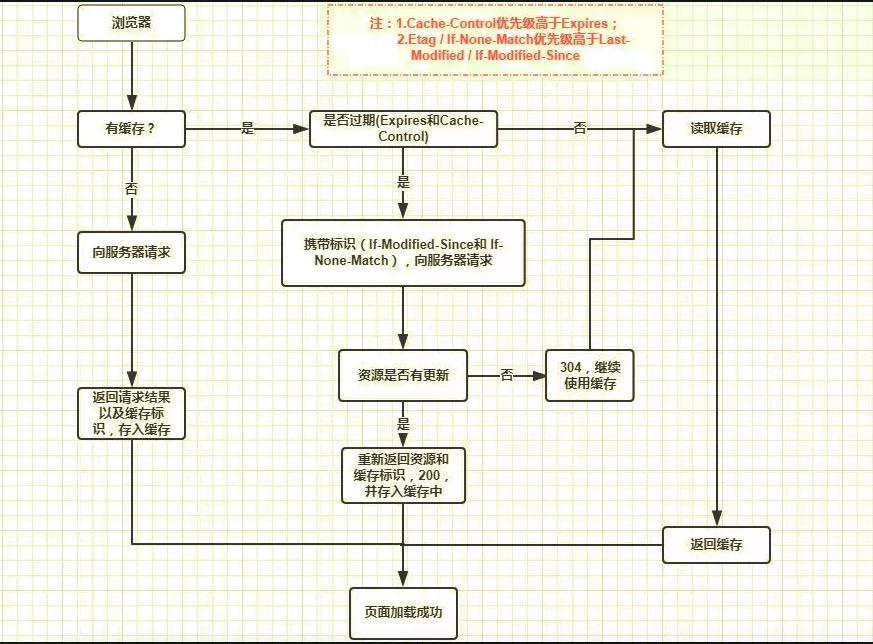 浏览器
注：1.Cache-Control优先级高于Expires；
2.Etag / If-None-Match优先级高于Last-
Modified / If-Modified-Since
有缓存？
是
是否过期(Expires和Cache-
Control)
否
读取缓存
否
是
向服务器请求
携带标识（If-Modified-Since和 If-
None-Match），向服务器请求
资源是否有更新
否
304，继续
使用缓存
返回请求结果
以及缓存标
识，存入缓存
是
重新返回资源和
缓存标识，200，
并存入缓存中
返回缓存
页面加载成功